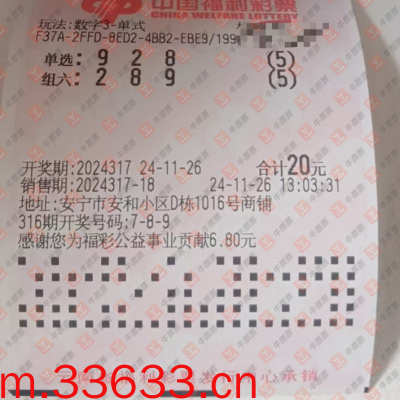 中国福利彩票
CHINA WELFARE LOTTERY
玩法:数字3-单式
F37A-2FFD-8ED2-4BB2-EBE9/199
单选: 9 2 8 (5)
组六: 2 8 9 (5)
开奖期:2024317 24-11-26 合计20元
销售期:2024317-18 24-11-26 13:03:31
地址:安宁市安和小区D栋1016号商铺
316期开奖号码:7-8-9
感谢您为福彩公益事业贡献6.80元
m.33633.cn
承销